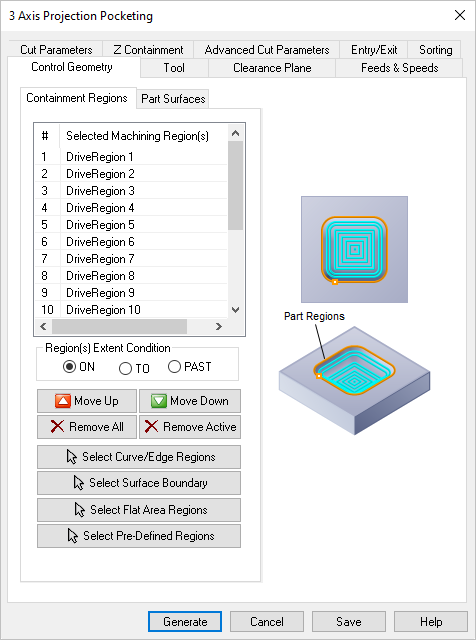 3 Axis Projection Pocketing
Cut Parameters Z Containment Advanced Cut Parameters Entry/Exit Sorting
Control Geometry Tool Clearance Plane Feeds & Speeds
Containment Regions Part Surfaces
# Selected Machining Region(s)
1 DriveRegion 1
2 DriveRegion 2
3 DriveRegion 3
4 DriveRegion 4
5 DriveRegion 5
6 DriveRegion 6
7 DriveRegion 7
8 DriveRegion 8
9 DriveRegion 9
10 DriveRegion 10
Part Regions
Region(s) Extent Condition
ON TO PAST
Move Up Move Down
Remove All Remove Active
Select Curve/Edge Regions
Select Surface Boundary
Select Flat Area Regions
Select Pre-Defined Regions
Generate Cancel Save Help